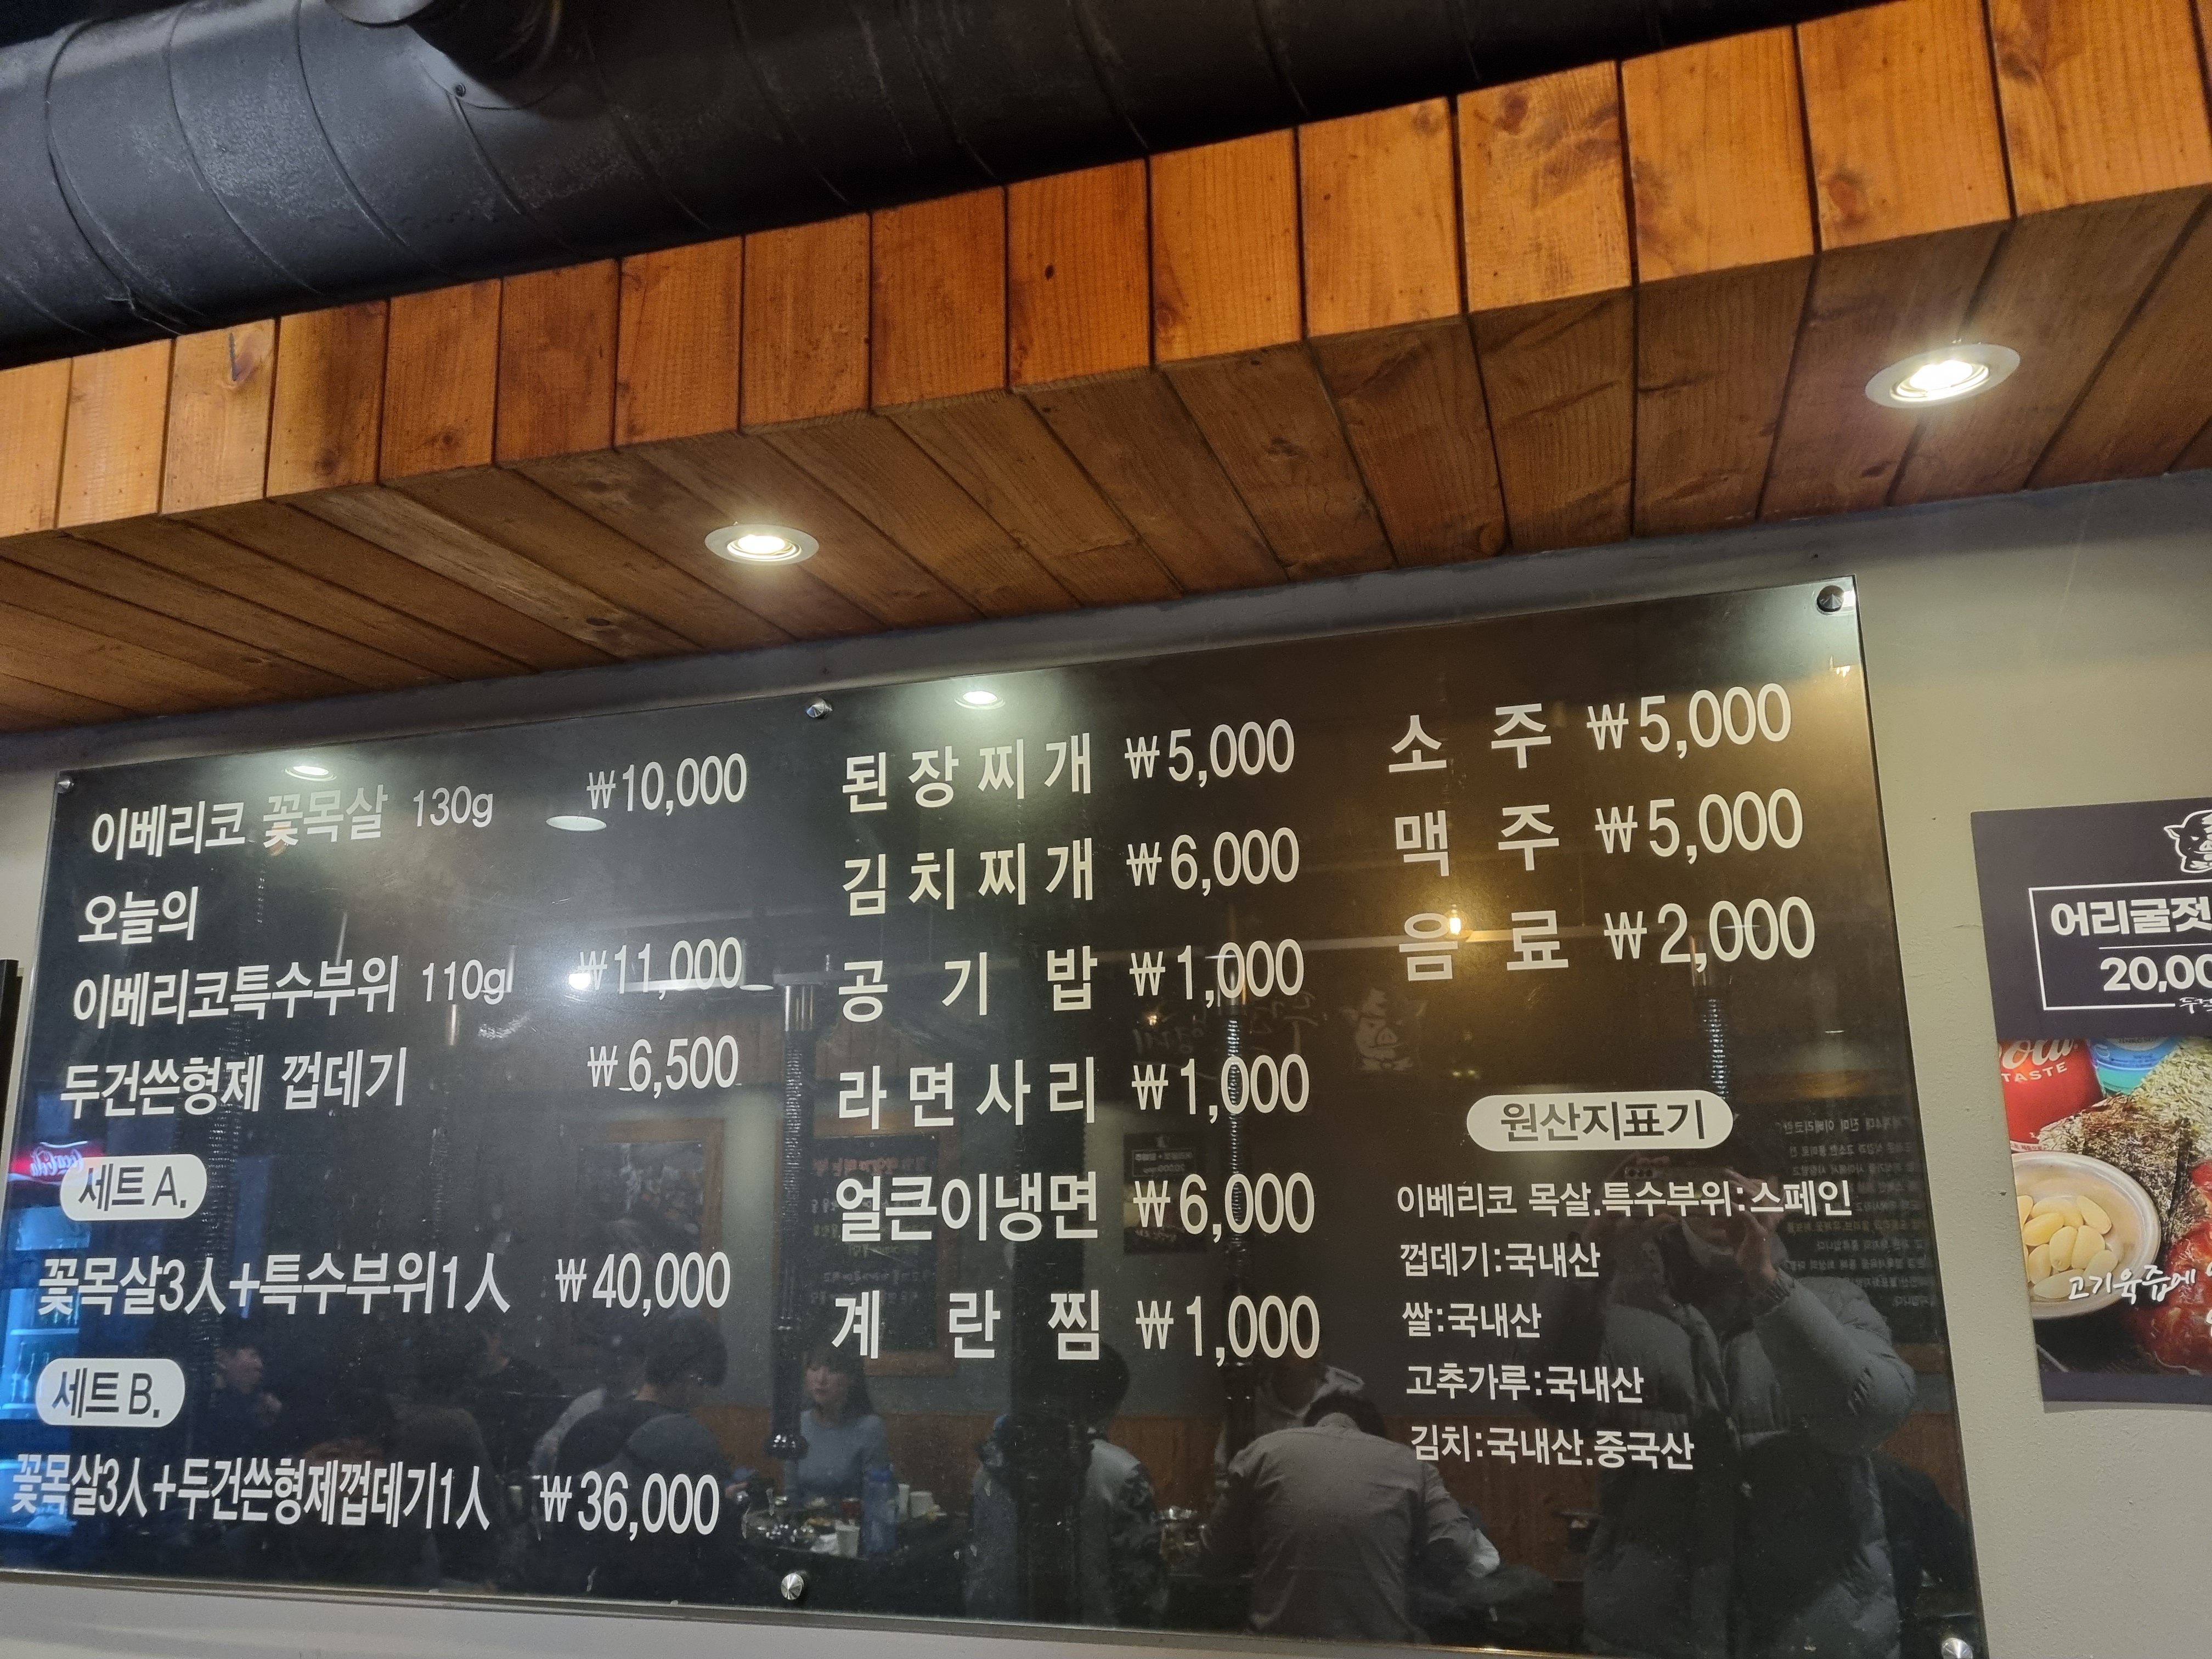 이베리코 꽃목살 130g ₩10,000
오늘의
이베리코특수부위 110g ₩11,000
두건쓴형제 껍데기 ₩6,500
세트 A.
꽃목살3人+특수부위1人 ₩40,000
세트 B.
꽃목살3人+두건쓴형제껍데기1人 ₩36,000
된장찌개 ₩5,000
김치찌개 ₩6,000
공기밥 ₩1,000
라면사리 ₩1,000
얼큰이냉면 ₩6,000
계란찜 ₩1,000
소주 ₩5,000
맥주 ₩5,000
음료 ₩2,000
원산지표기
이베리코 목살.특수부위:스페인
껍데기:국내산
쌀:국내산
고추가루:국내산
김치:국내산.중국산
어리굴젓
20,00
TASTE
고기육즙에